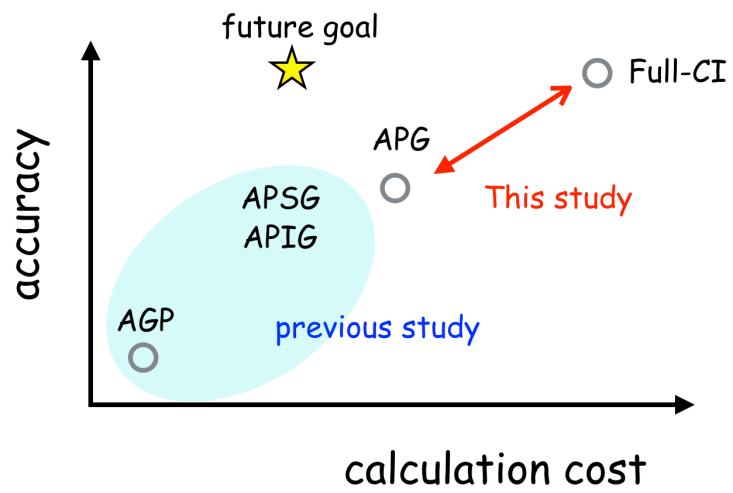 future goal
Full-CI
APG
APSG
This study
APIG
accuracy
AGP
previous study
calculation cost